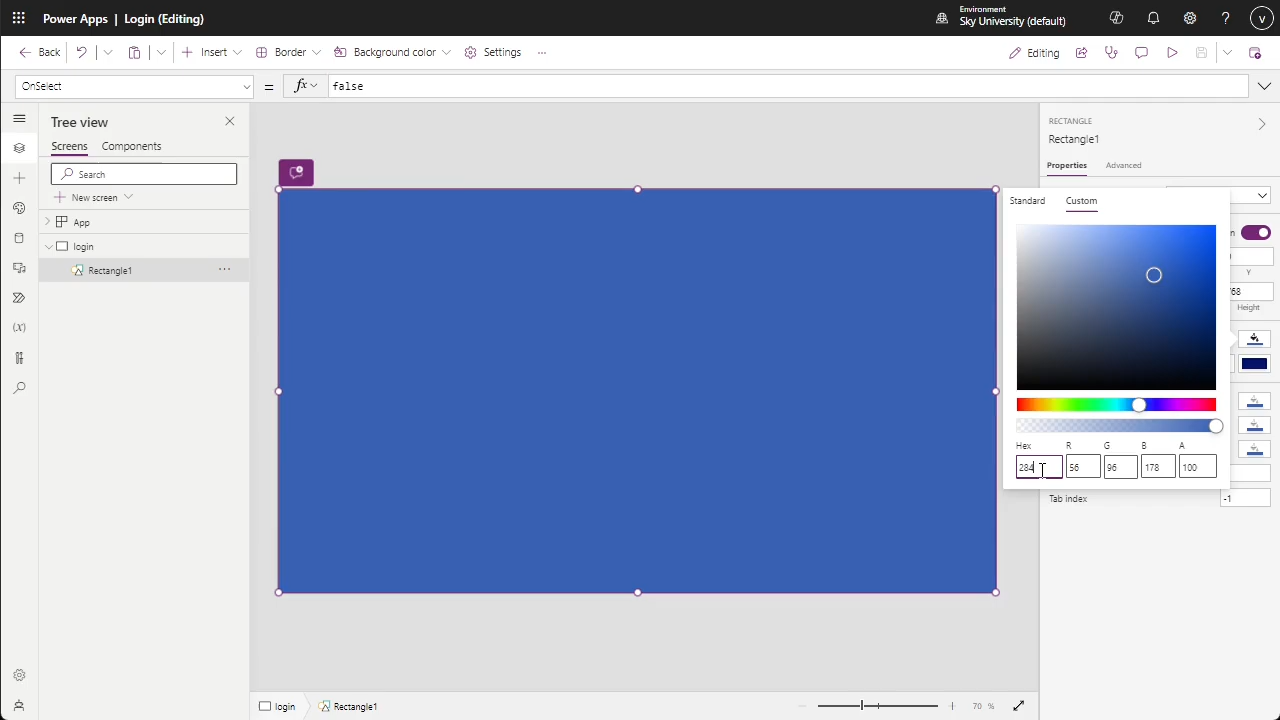 Power Apps | Login (Editing)
Environment
Sky University (default)
V
Back
Insert
Border
Background color
Settings
...
Editing
OnSelect
=
fx
false
Tree view
Screens
Components
Search
New screen
App
login
Rectangle1
...
RECTANGLE
Rectangle1
Properties
Advanced
Standard
Custom
Y
68
Height
Hex
R
G
B
A
284
56
96
178
100
Tab index
-1
login
Rectangle1
70 %